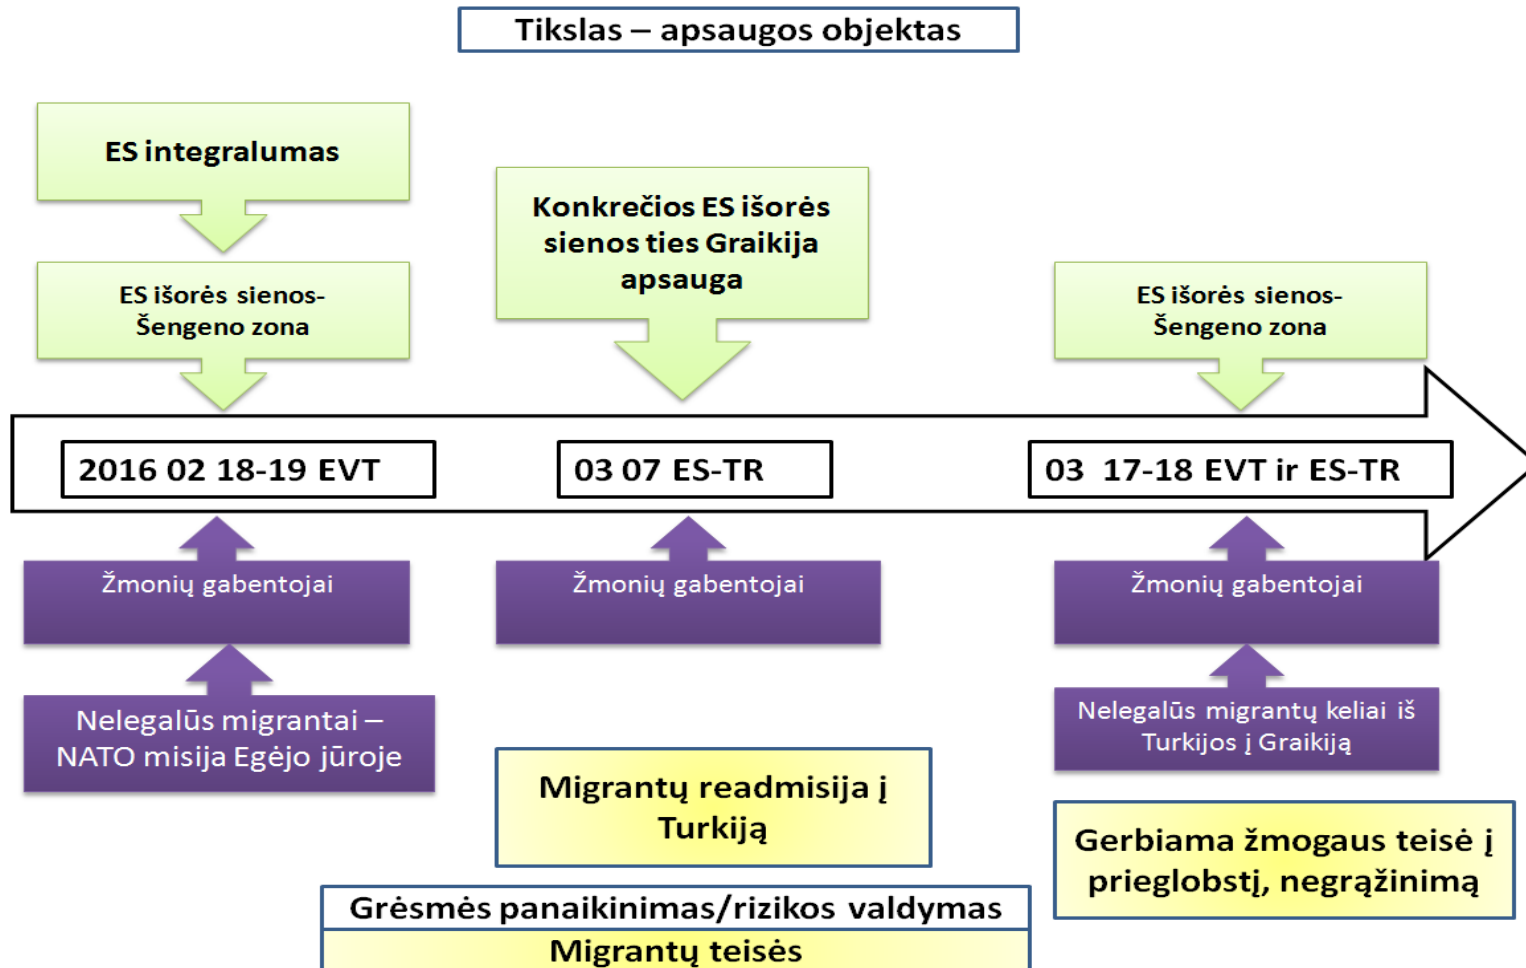 Tikslas – apsaugos objektas
ES integralumas
ES išorės sienos-
Šengeno zona
Konkrečios ES išorės
sienos ties Graikija
apsauga
ES išorės sienos-
Šengeno zona
2016 02 18-19 EVT
03 07 ES-TR
03 17-18 EVT ir ES-TR
Žmonių gabentojai
Žmonių gabentojai
Žmonių gabentojai
Nelegalūs migrantai –
NATO misija Egėjo jūroje
Nelegalūs migrantų keliai iš
Turkijos į Graikiją
Migrantų readmisija į
Turkiją
Gerbiama žmogaus teisė į
prieglobstį, negrąžinimą
Grėsmės panaikinimas/rizikos valdymas
Migrantų teisės